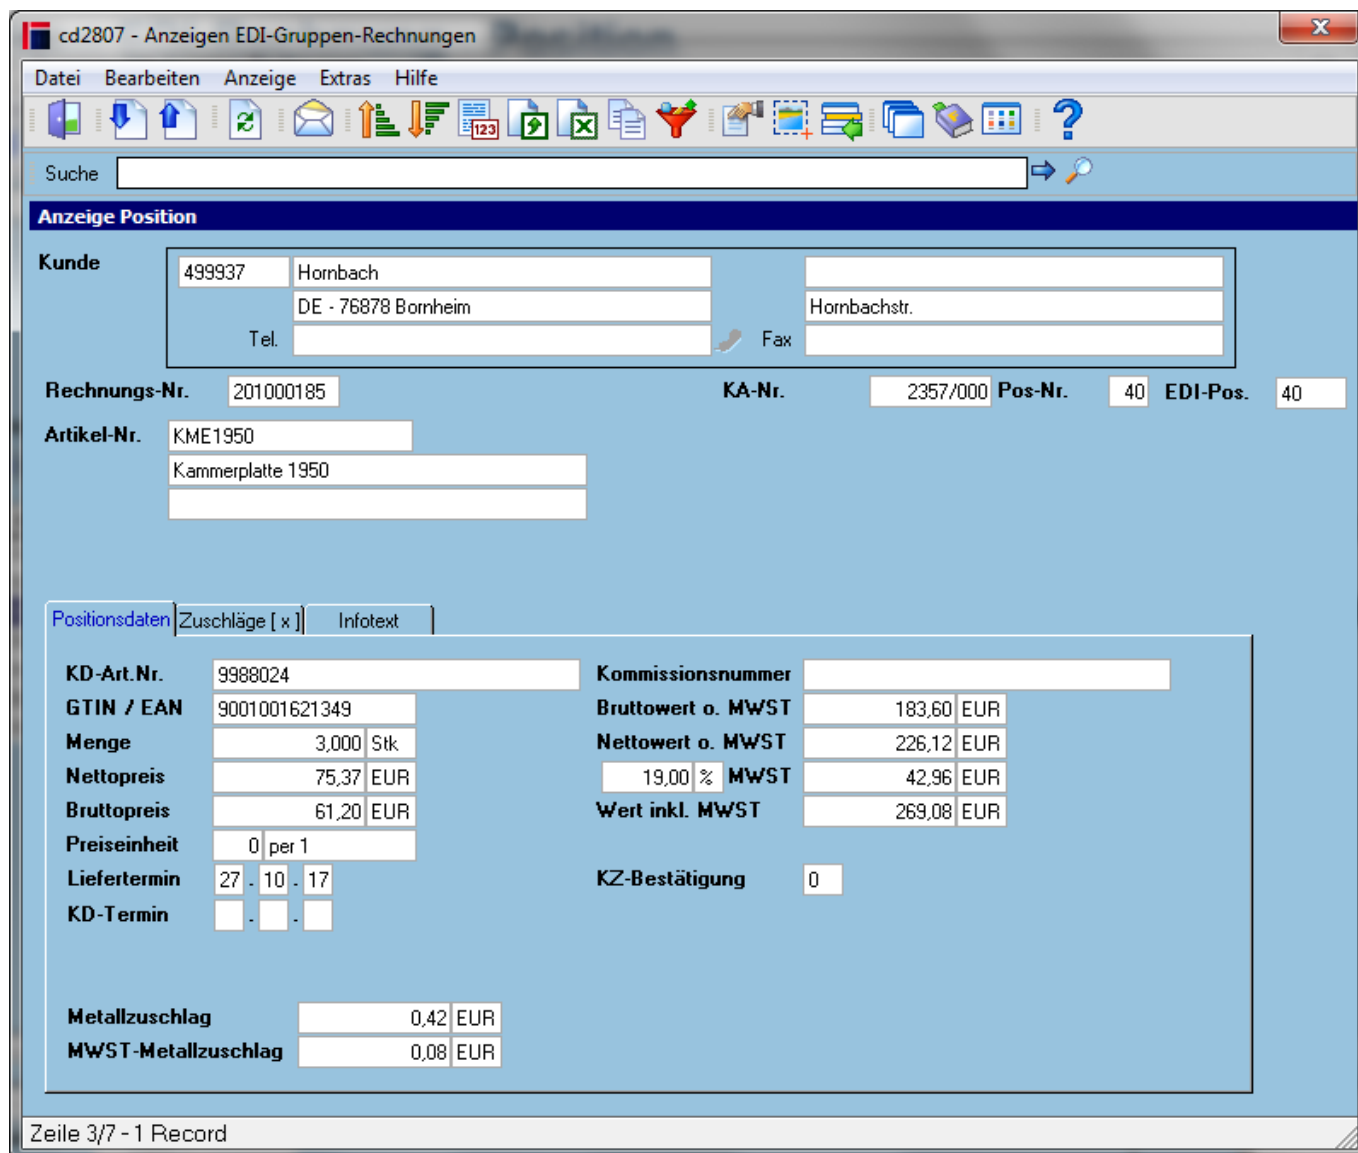 cd2807 - Anzeigen EDI-Gruppen-Rechnungen
Datei Bearbeiten Anzeige Extras Hilfe
123
Suche
Anzeige Position
Kunde 499937 Hornbach
DE - 76878 Bornheim Hornbachstr.
Tel. Fax
Rechnungs-Nr. 201000185 KA-Nr. 2357/000 Pos-Nr. 40 EDI-Pos. 40
Artikel-Nr. KME1950
Kammerplatte 1950
Positionsdaten Zuschläge [ x ] Infotext
KD-Art.Nr. 9988024 Kommissionsnummer
GTIN / EAN 9001001621349 Bruttowert o. MWST 183,60 EUR
Menge 3,000 Stk Nettowert o. MWST 226,12 EUR
Nettopreis 75,37 EUR 19,00 % MWST 42,96 EUR
Bruttopreis 61,20 EUR Wert inkl. MWST 269,08 EUR
Preiseinheit 0 per 1
Liefertermin 27 . 10 . 17 KZ-Bestätigung 0
KD-Termin . .
Metallzuschlag 0,42 EUR
MWST-Metallzuschlag 0,08 EUR
Zeile 3/7 - 1 Record